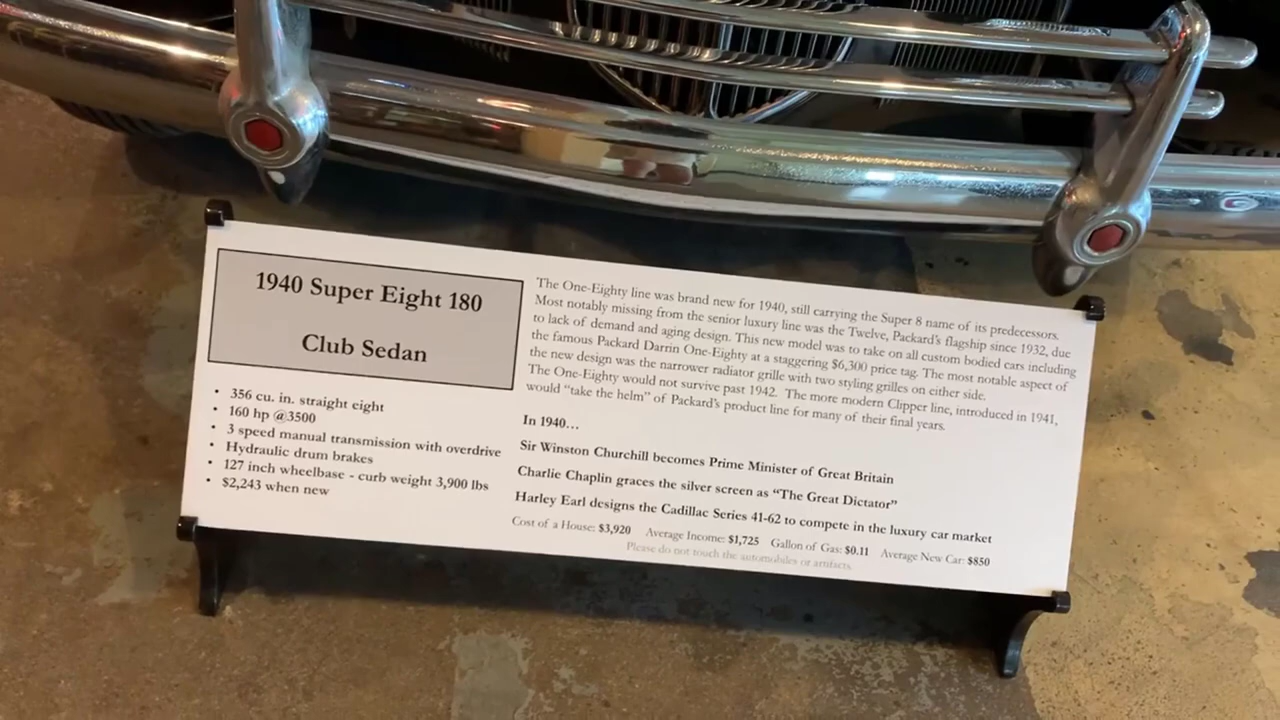 1940 Super Eight 180
Club Sedan
• 356 cu. in. straight eight
• 160 hp @3500
• 3 speed manual transmission with overdrive
• Hydraulic drum brakes
• 127 inch wheelbase - curb weight 3,900 lbs
• $2,243 when new
The One-Eighty line was brand new for 1940, still carrying the Super 8 name of its predecessors.
Most notably missing from the senior luxury line was the Twelve, Packard's flagship since 1932, due
to lack of demand and aging design. This new model was to take on all custom bodied cars including
the famous Packard Darrin One-Eighty at a staggering $6,300 price tag. The most notable aspect of
the new design was the narrower radiator grille with two styling grilles on either side.
The One-Eighty would not survive past 1942. The more modern Clipper line, introduced in 1941,
would "take the helm" of Packard's product line for many of their final years.
In 1940…
Sir Winston Churchill becomes Prime Minister of Great Britain
Charlie Chaplin graces the silver screen as "The Great Dictator"
Harley Earl designs the Cadillac Series 41-62 to compete in the luxury car market
Cost of a House: $3,920 Average Income: $1,725 Gallon of Gas: $0.11 Average New Car: $850
Please do not touch the automobiles or artifacts.